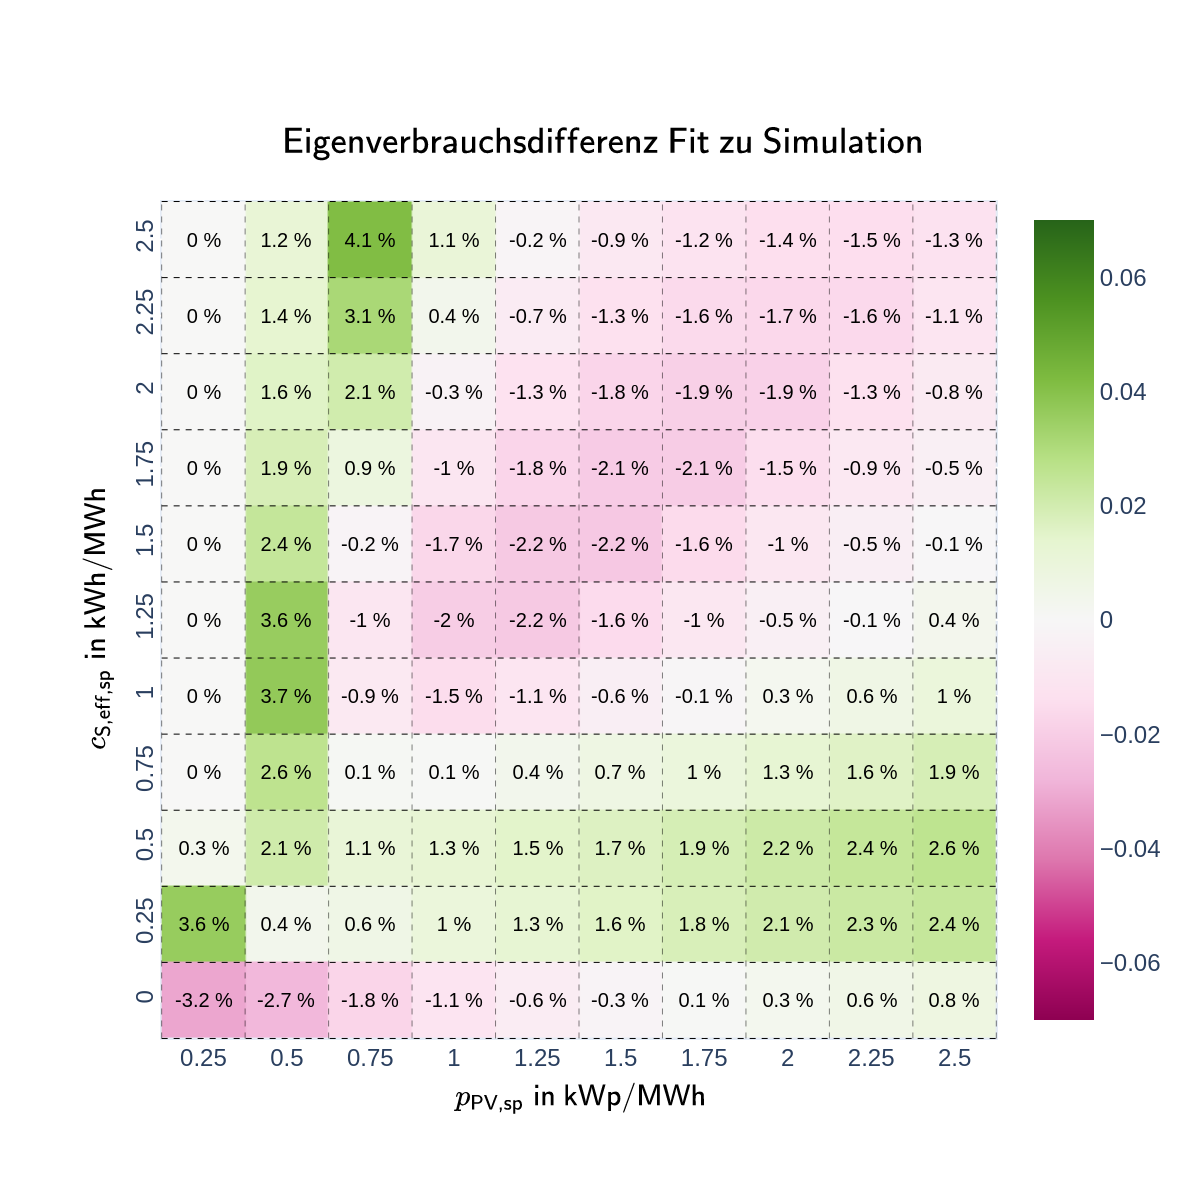 Eigenverbrauchsdifferenz Fit zu Simulation
2.5 0 % 1.2 % 4.1 % 1.1 % -0.2 % -0.9 % -1.2 % -1.4 % -1.5 % -1.3 %
2.25 0 % 1.4 % 3.1 % 0.4 % -0.7 % -1.3 % -1.6 % -1.7 % -1.6 % -1.1 %
2 0 % 1.6 % 2.1 % -0.3 % -1.3 % -1.8 % -1.9 % -1.9 % -1.3 % -0.8 %
1.75 0 % 1.9 % 0.9 % -1 % -1.8 % -2.1 % -2.1 % -1.5 % -0.9 % -0.5 %
1.5 0 % 2.4 % -0.2 % -1.7 % -2.2 % -2.2 % -1.6 % -1 % -0.5 % -0.1 %
1.25 0 % 3.6 % -1 % -2 % -2.2 % -1.6 % -1 % -0.5 % -0.1 % 0.4 %
1 0 % 3.7 % -0.9 % -1.5 % -1.1 % -0.6 % -0.1 % 0.3 % 0.6 % 1 %
0.75 0 % 2.6 % 0.1 % 0.1 % 0.4 % 0.7 % 1 % 1.3 % 1.6 % 1.9 %
0.5 0.3 % 2.1 % 1.1 % 1.3 % 1.5 % 1.7 % 1.9 % 2.2 % 2.4 % 2.6 %
0.25 3.6 % 0.4 % 0.6 % 1 % 1.3 % 1.6 % 1.8 % 2.1 % 2.3 % 2.4 %
0 -3.2 % -2.7 % -1.8 % -1.1 % -0.6 % -0.3 % 0.1 % 0.3 % 0.6 % 0.8 %
0.25 0.5 0.75 1 1.25 1.5 1.75 2 2.25 2.5
p_PV,sp in kWp/MWh
c_S,eff,sp in kWh/MWh
0.06
0.04
0.02
0
−0.02
−0.04
−0.06